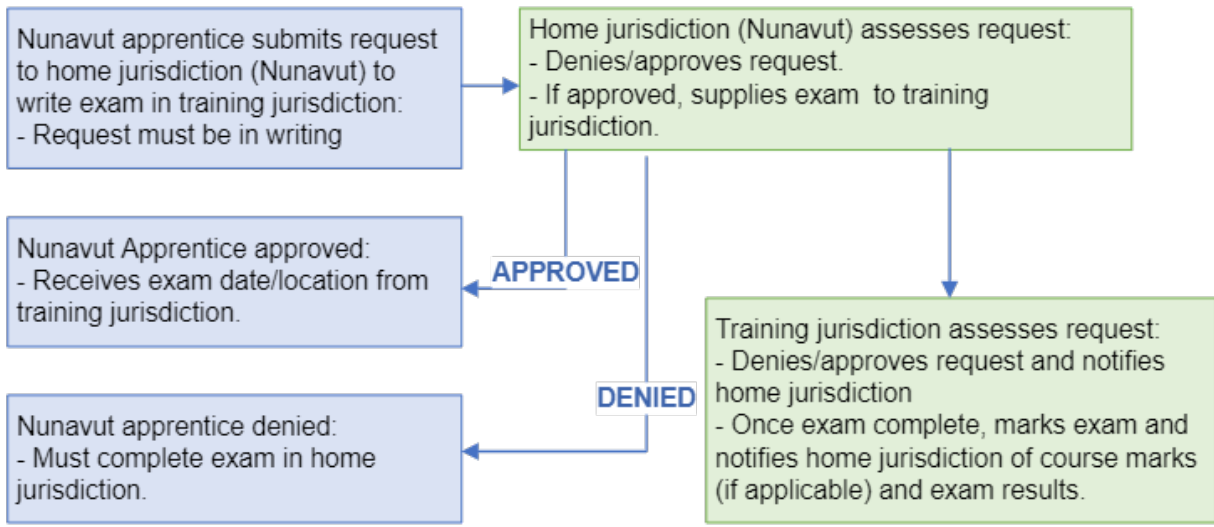 Nunavut apprentice submits request
to home jurisdiction (Nunavut) to
write exam in training jurisdiction:
- Request must be in writing
Home jurisdiction (Nunavut) assesses request:
- Denies/approves request.
- If approved, supplies exam to training
jurisdiction.
Nunavut Apprentice approved:
- Receives exam date/location from
training jurisdiction.
APPROVED
Training jurisdiction assesses request:
- Denies/approves request and notifies
home jurisdiction
- Once exam complete, marks exam and
notifies home jurisdiction of course marks
(if applicable) and exam results.
DENIED
Nunavut apprentice denied:
- Must complete exam in home
jurisdiction.